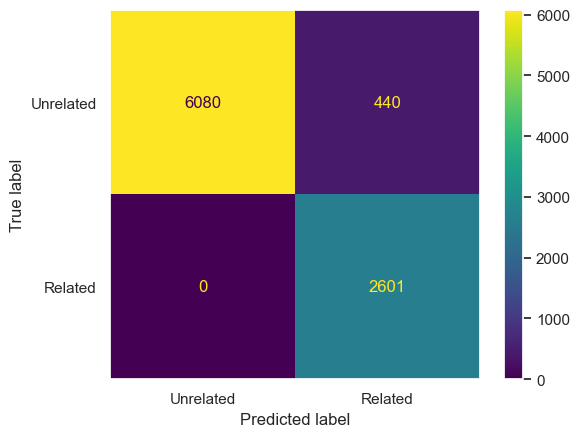 True label
Unrelated
6080
440
Related
0
2601
Unrelated
Related
Predicted label
6000
5000
4000
3000
2000
1000
0